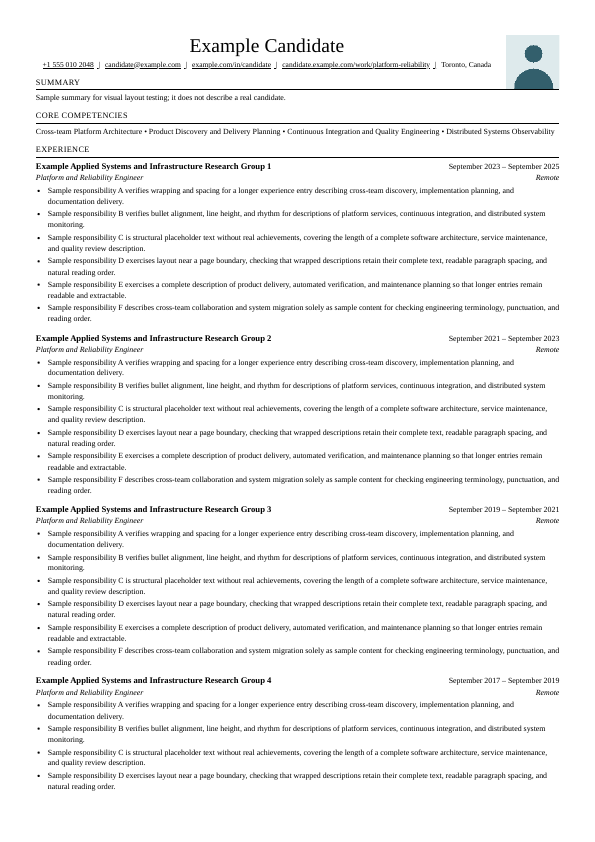 Example Candidate
+1 555 010 2048 | candidate@example.com | example.com/in/candidate | candidate.example.com/work/platform-reliability | Toronto, Canada
SUMMARY
Sample summary for visual layout testing; it does not describe a real candidate.
CORE COMPETENCIES
Cross-team Platform Architecture • Product Discovery and Delivery Planning • Continuous Integration and Quality Engineering • Distributed Systems Observability
EXPERIENCE
Example Applied Systems and Infrastructure Research Group 1 September 2023 – September 2025
Platform and Reliability Engineer Remote
• Sample responsibility A verifies wrapping and spacing for a longer experience entry describing cross-team discovery, implementation planning, and
documentation delivery.
• Sample responsibility B verifies bullet alignment, line height, and rhythm for descriptions of platform services, continuous integration, and distributed system
monitoring.
• Sample responsibility C is structural placeholder text without real achievements, covering the length of a complete software architecture, service maintenance,
and quality review description.
• Sample responsibility D exercises layout near a page boundary, checking that wrapped descriptions retain their complete text, readable paragraph spacing, and
natural reading order.
• Sample responsibility E exercises a complete description of product delivery, automated verification, and maintenance planning so that longer entries remain
readable and extractable.
• Sample responsibility F describes cross-team collaboration and system migration solely as sample content for checking engineering terminology, punctuation, and
reading order.
Example Applied Systems and Infrastructure Research Group 2 September 2021 – September 2023
Platform and Reliability Engineer Remote
• Sample responsibility A verifies wrapping and spacing for a longer experience entry describing cross-team discovery, implementation planning, and
documentation delivery.
• Sample responsibility B verifies bullet alignment, line height, and rhythm for descriptions of platform services, continuous integration, and distributed system
monitoring.
• Sample responsibility C is structural placeholder text without real achievements, covering the length of a complete software architecture, service maintenance,
and quality review description.
• Sample responsibility D exercises layout near a page boundary, checking that wrapped descriptions retain their complete text, readable paragraph spacing, and
natural reading order.
• Sample responsibility E exercises a complete description of product delivery, automated verification, and maintenance planning so that longer entries remain
readable and extractable.
• Sample responsibility F describes cross-team collaboration and system migration solely as sample content for checking engineering terminology, punctuation, and
reading order.
Example Applied Systems and Infrastructure Research Group 3 September 2019 – September 2021
Platform and Reliability Engineer Remote
• Sample responsibility A verifies wrapping and spacing for a longer experience entry describing cross-team discovery, implementation planning, and
documentation delivery.
• Sample responsibility B verifies bullet alignment, line height, and rhythm for descriptions of platform services, continuous integration, and distributed system
monitoring.
• Sample responsibility C is structural placeholder text without real achievements, covering the length of a complete software architecture, service maintenance,
and quality review description.
• Sample responsibility D exercises layout near a page boundary, checking that wrapped descriptions retain their complete text, readable paragraph spacing, and
natural reading order.
• Sample responsibility E exercises a complete description of product delivery, automated verification, and maintenance planning so that longer entries remain
readable and extractable.
• Sample responsibility F describes cross-team collaboration and system migration solely as sample content for checking engineering terminology, punctuation, and
reading order.
Example Applied Systems and Infrastructure Research Group 4 September 2017 – September 2019
Platform and Reliability Engineer Remote
• Sample responsibility A verifies wrapping and spacing for a longer experience entry describing cross-team discovery, implementation planning, and
documentation delivery.
• Sample responsibility B verifies bullet alignment, line height, and rhythm for descriptions of platform services, continuous integration, and distributed system
monitoring.
• Sample responsibility C is structural placeholder text without real achievements, covering the length of a complete software architecture, service maintenance,
and quality review description.
• Sample responsibility D exercises layout near a page boundary, checking that wrapped descriptions retain their complete text, readable paragraph spacing, and
natural reading order.